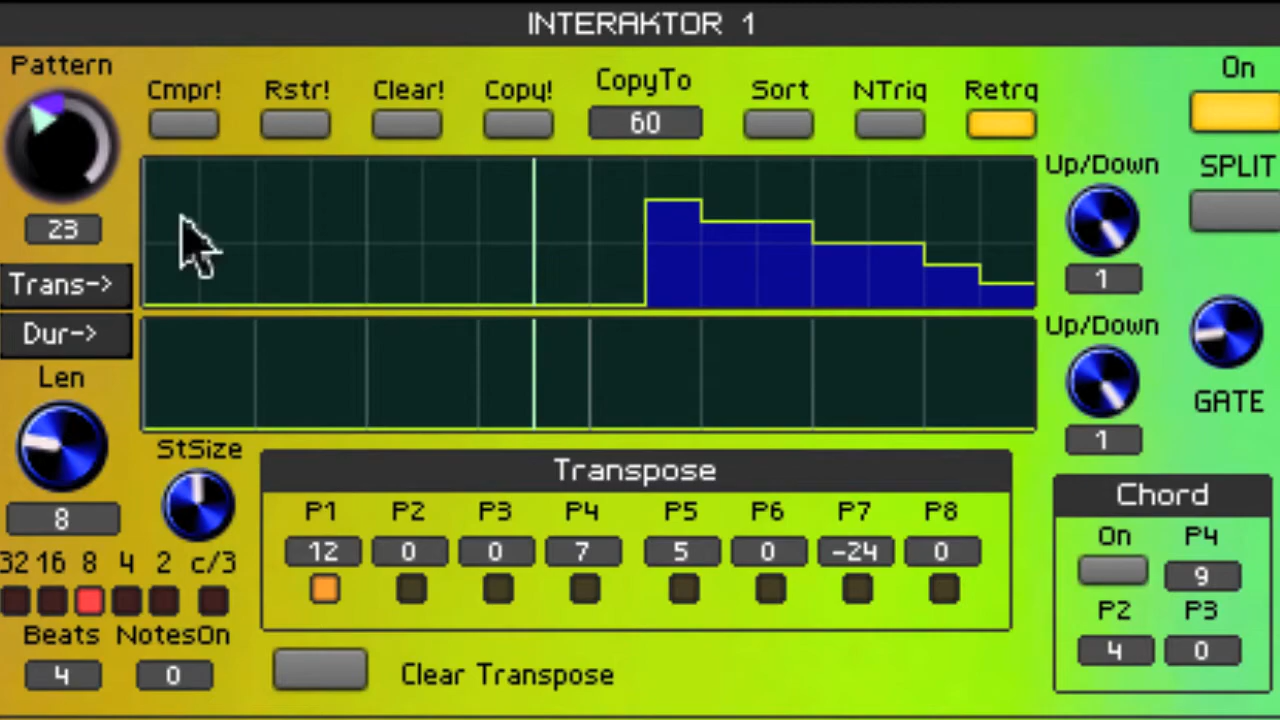 INTERAKTOR 1
Pattern
Cmpr! Rstr! Clear! Copy! CopyTo Sort NTrig Retrg On
60
23
Up/Down SPLIT
Trans->
1
Dur->
Up/Down
Len
GATE
1
StSize
8
Transpose
P1 P2 P3 P4 P5 P6 P7 P8
12 0 0 7 5 0 -24 0
Chord
On P4
9
P2 P3
4 0
32 16 8 4 2 c/3
Beats NotesOn
4 0
Clear Transpose